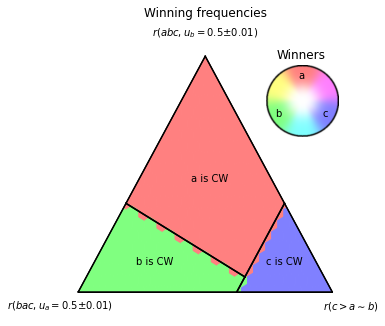 Winning frequencies
r(abc, u_b = 0.5±0.01)
Winners
a
b
c
a is CW
b is CW
c is CW
r(bac, u_a = 0.5±0.01)
r(c > a ∼ b)